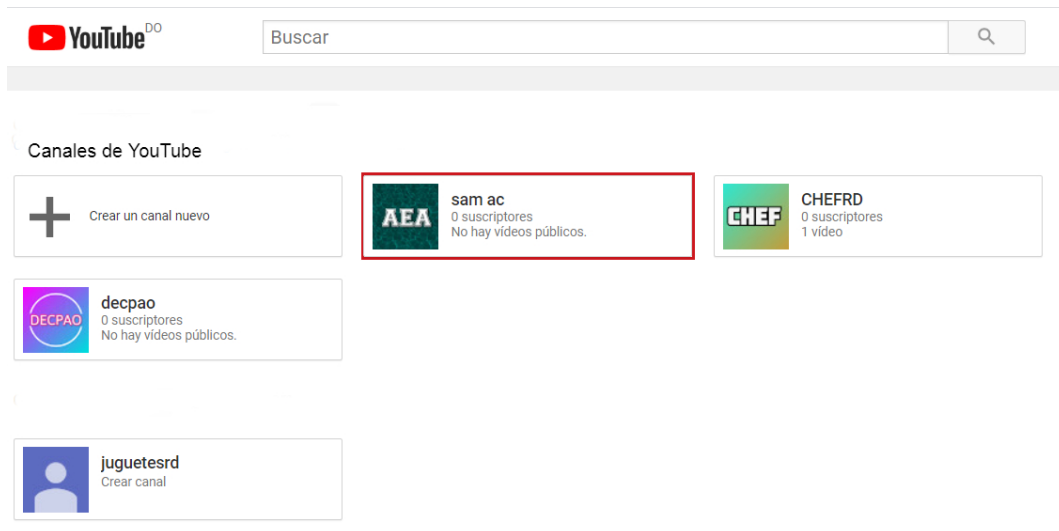 YouTube DO
Buscar
Canales de YouTube
Crear un canal nuevo
AEA
sam ac
0 suscriptores
No hay vídeos públicos.
CHEF
CHEFRD
0 suscriptores
1 vídeo
DECPAO
decpao
0 suscriptores
No hay vídeos públicos.
juguetesrd
Crear canal